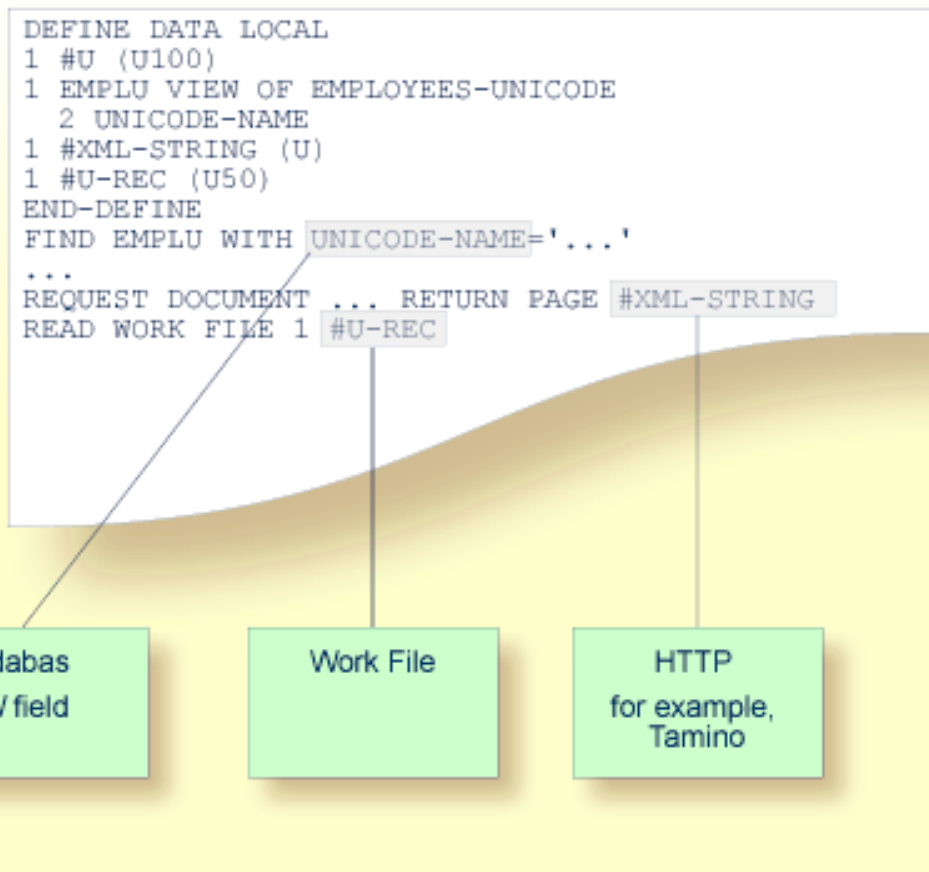 DEFINE DATA LOCAL
1 #U (U100)
1 EMPLU VIEW OF EMPLOYEES-UNICODE
  2 UNICODE-NAME
1 #XML-STRING (U)
1 #U-REC (U50)
END-DEFINE
FIND EMPLU WITH UNICODE-NAME='...'
...
REQUEST DOCUMENT ... RETURN PAGE #XML-STRING
READ WORK FILE 1 #U-REC
dabas
field
Work File
HTTP
for example,
Tamino